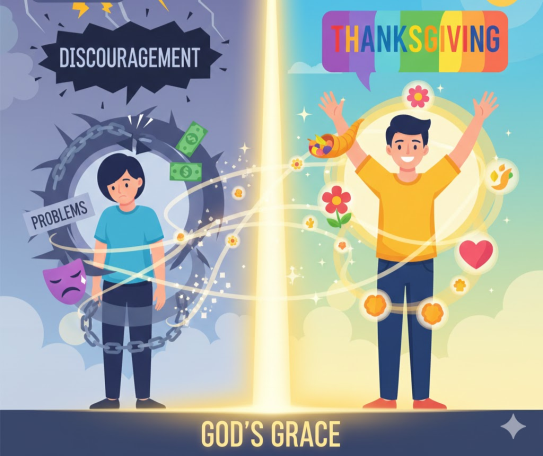 DISCOURAGEMENT
THANKSGIVING
PROBLEMS
GOD'S GRACE